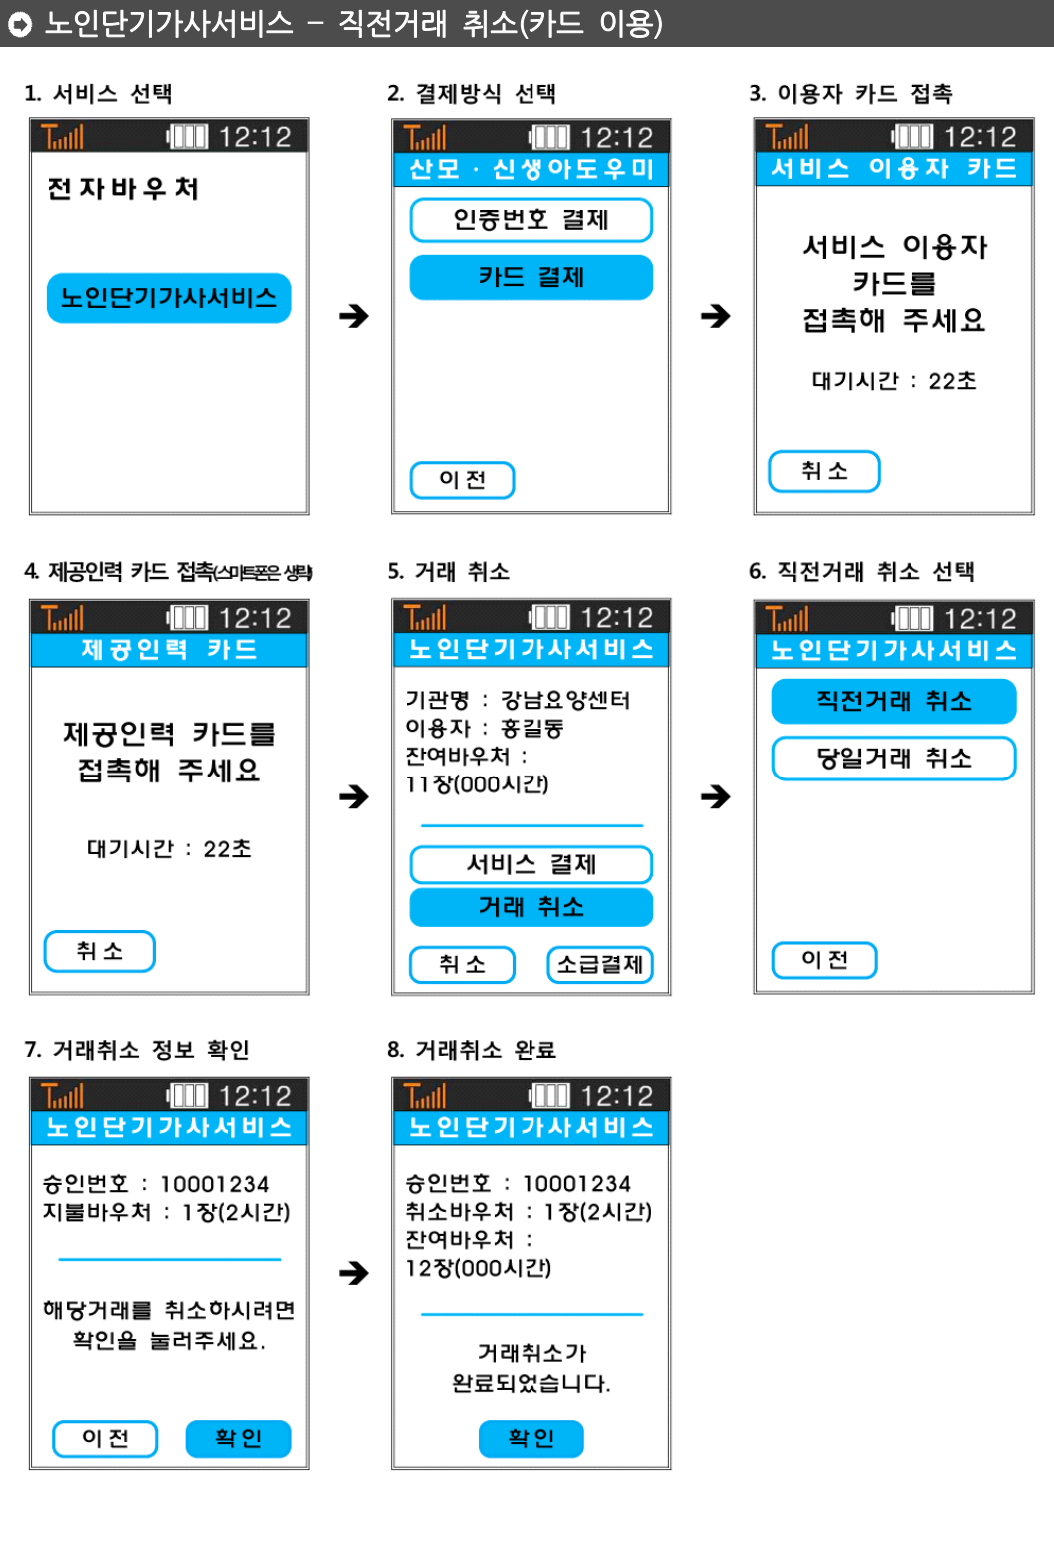 노인단기가사서비스 - 직전거래 취소(카드 이용)
1. 서비스 선택
12:12
전자바우처
노인단기가사서비스
2. 결제방식 선택
12:12
산모 · 신생아도우미
인증번호 결제
카드 결제
이전
3. 이용자 카드 접촉
12:12
서비스 이용자 카드
서비스 이용자
카드를
접촉해 주세요
대기시간 : 22초
취소
4. 제공인력 카드 접촉(스마트폰은 생략)
12:12
제공인력 카드
제공인력 카드를
접촉해 주세요
대기시간 : 22초
취소
5. 거래 취소
12:12
노인단기가사서비스
기관명 : 강남요양센터
이용자 : 홍길동
잔여바우처 :
11장(000시간)
서비스 결제
거래 취소
취소 소급결제
6. 직전거래 취소 선택
12:12
노인단기가사서비스
직전거래 취소
당일거래 취소
이전
7. 거래취소 정보 확인
12:12
노인단기가사서비스
승인번호 : 10001234
지불바우처 : 1장(2시간)
해당거래를 취소하시려면
확인을 눌러주세요.
이전 확인
8. 거래취소 완료
12:12
노인단기가사서비스
승인번호 : 10001234
취소바우처 : 1장(2시간)
잔여바우처 :
12장(000시간)
거래취소가
완료되었습니다.
확인